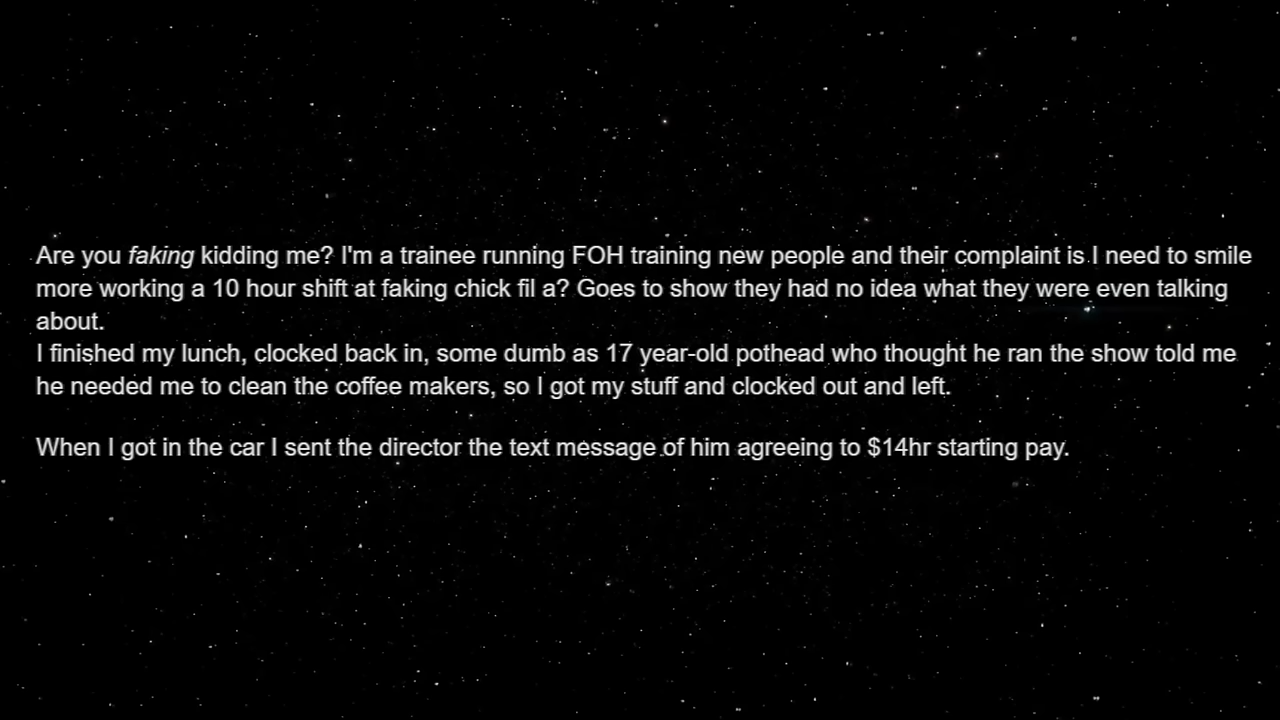 Are you faking kidding me? I'm a trainee running FOH training new people and their complaint is I need to smile
more working a 10 hour shift at faking chick fil a? Goes to show they had no idea what they were even talking
about.
I finished my lunch, clocked back in, some dumb as 17 year-old pothead who thought he ran the show told me
he needed me to clean the coffee makers, so I got my stuff and clocked out and left.
When I got in the car I sent the director the text message of him agreeing to $14hr starting pay.